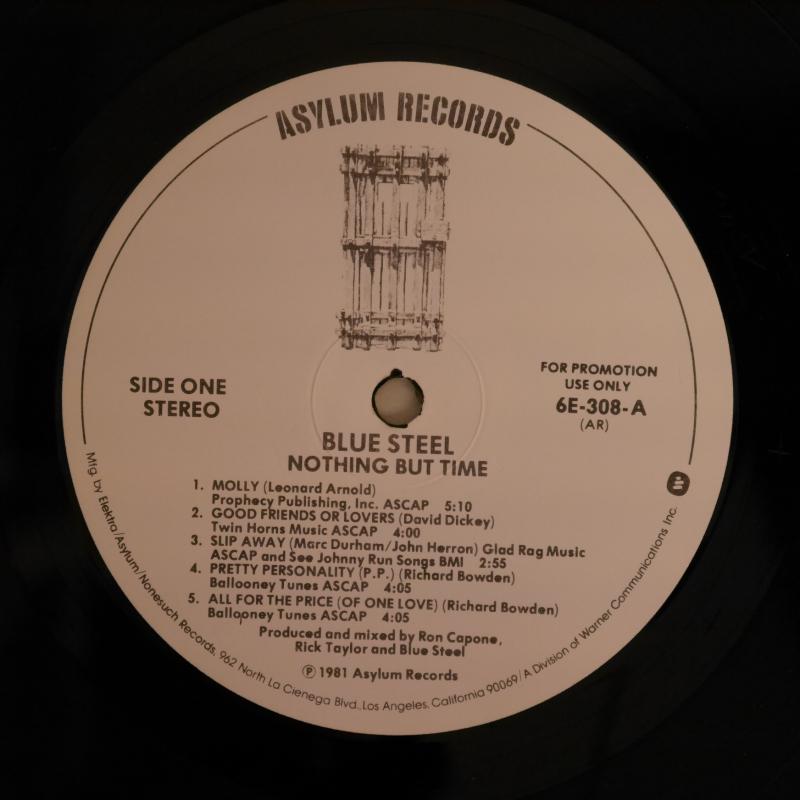 ASYLUM RECORDS
SIDE ONE
STEREO
FOR PROMOTION
USE ONLY
6E-308-A
(AR)
BLUE STEEL
NOTHING BUT TIME
1. MOLLY (Leonard Arnold)
Prophecy Publishing, Inc. ASCAP 5:10
2. GOOD FRIENDS OR LOVERS (David Dickey)
Twin Horns Music ASCAP 4:00
3. SLIP AWAY (Marc Durham/John Herron) Glad Rag Music
ASCAP and See Johnny Run Songs BMI 2:55
4. PRETTY PERSONALITY (P.P.) (Richard Bowden)
Ballooney Tunes ASCAP 4:05
5. ALL FOR THE PRICE (OF ONE LOVE) (Richard Bowden)
Ballooney Tunes ASCAP 4:05
Produced and mixed by Ron Capone,
Rick Taylor and Blue Steel
Ⓟ 1981 Asylum Records
Mfg. by Elektra/Asylum/Nonesuch Records, 962 North La Cienega Blvd., Los Angeles, California 90069/A Division of Warner Communications Inc.